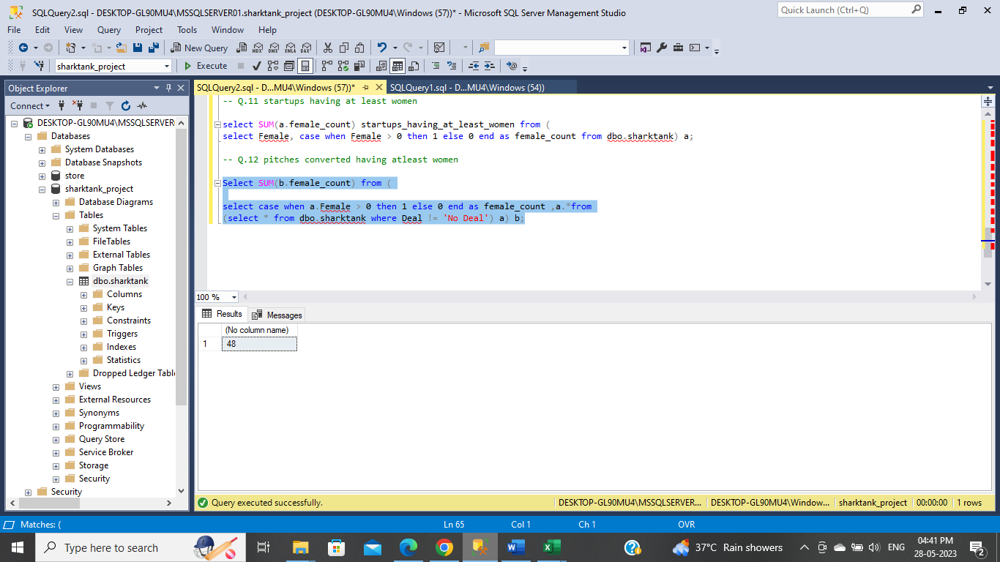 SQLQuery2.sql - DESKTOP-GL90MU4\MSSQLSERVER01.sharktank_project (DESKTOP-GL90MU4\Windows (57))* - Microsoft SQL Server Management Studio
Quick Launch (Ctrl+Q)
File Edit View Query Project Tools Window Help
New Query MDX DMX XMLA DAX
sharktank_project Execute
Object Explorer
Connect
DESKTOP-GL90MU4\MSSQLSERVER
Databases
System Databases
Database Snapshots
store
sharktank_project
Database Diagrams
Tables
System Tables
FileTables
External Tables
Graph Tables
dbo.sharktank
Columns
Keys
Constraints
Triggers
Indexes
Statistics
Dropped Ledger Table
Views
External Resources
Synonyms
Programmability
Query Store
Service Broker
Storage
Security
Security
SQLQuery2.sql - D...MU4\Windows (57))* SQLQuery1.sql - D...MU4\Windows (54))
-- Q.11 startups having at least women
select SUM(a.female_count) startups_having_at_least_women from (
select Female, case when Female > 0 then 1 else 0 end as female_count from dbo.sharktank) a;
-- Q.12 pitches converted having atleast women
Select SUM(b.female_count) from (
select case when a.Female > 0 then 1 else 0 end as female_count ,a.*from
(select * from dbo.sharktank where Deal != 'No Deal') a) b;
100 %
Results Messages
(No column name)
1 48
Query executed successfully. DESKTOP-GL90MU4\MSSQLSERVER... DESKTOP-GL90MU4\Window... sharktank_project 00:00:00 1 rows
Matches: ( Ln 65 Col 1 Ch 1 OVR
Type here to search 37°C Rain showers ENG 04:41 PM
28-05-2023 2